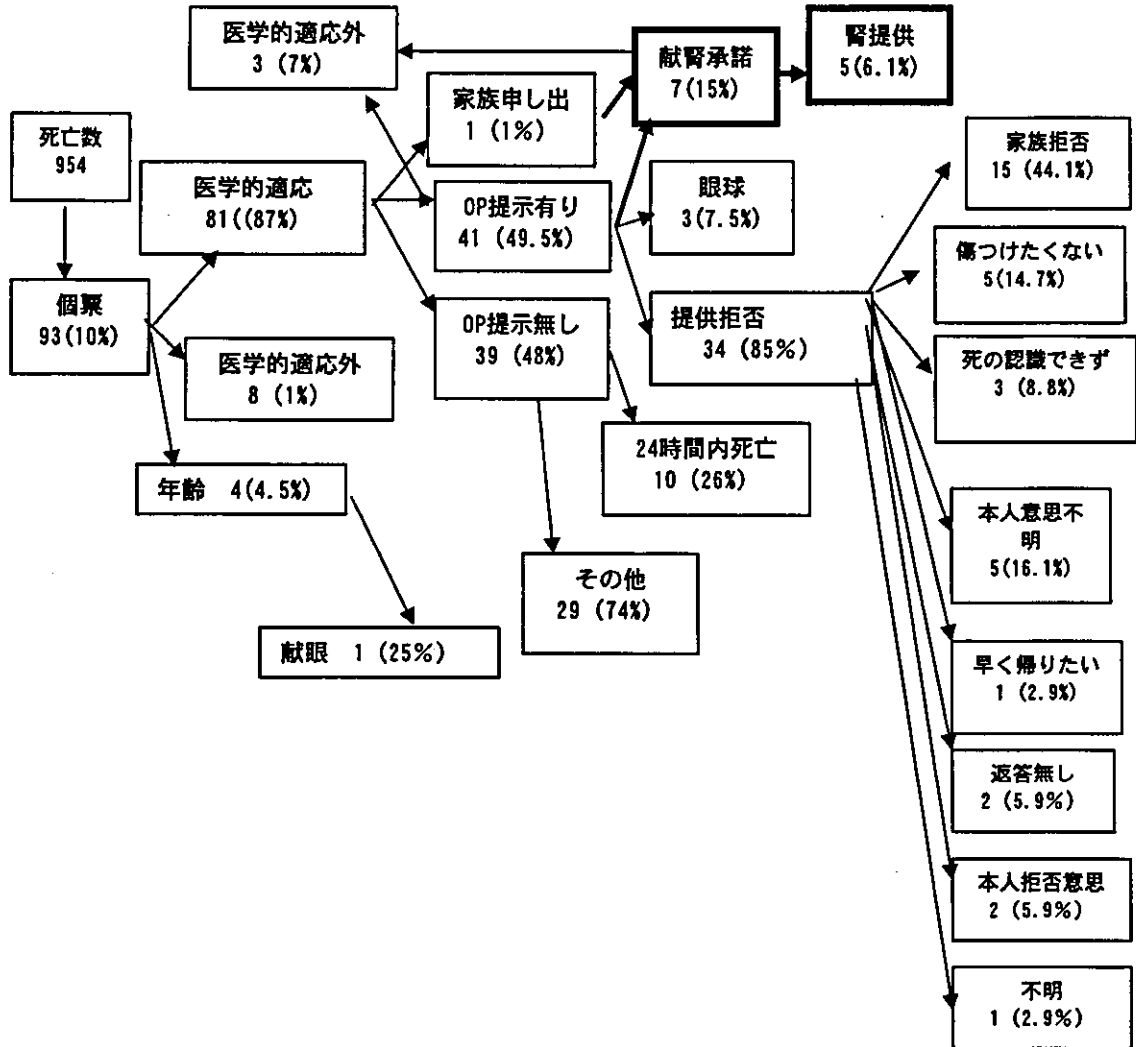 医学的適応外
3 (7%)
献腎承諾
7(15%)
腎提供
5(6.1%)
家族申し出
1 (1%)
死亡数
954
医学的適応
81((87%)
OP提示有り
41 (49.5%)
眼球
3(7.5%)
家族拒否
15 (44.1%)
傷つけたくない
5(14.7%)
個票
93(10%)
OP提示無し
39 (48%)
提供拒否
34 (85%)
医学的適応外
8 (1%)
死の認識できず
3 (8.8%)
24時間内死亡
10 (26%)
年齢 4(4.5%)
本人意思不
明
5(16.1%)
その他
29 (74%)
献眼 1 (25%)
早く帰りたい
1 (2.9%)
返答無し
2 (5.9%)
本人拒否意思
2 (5.9%)
不明
1 (2.9%)